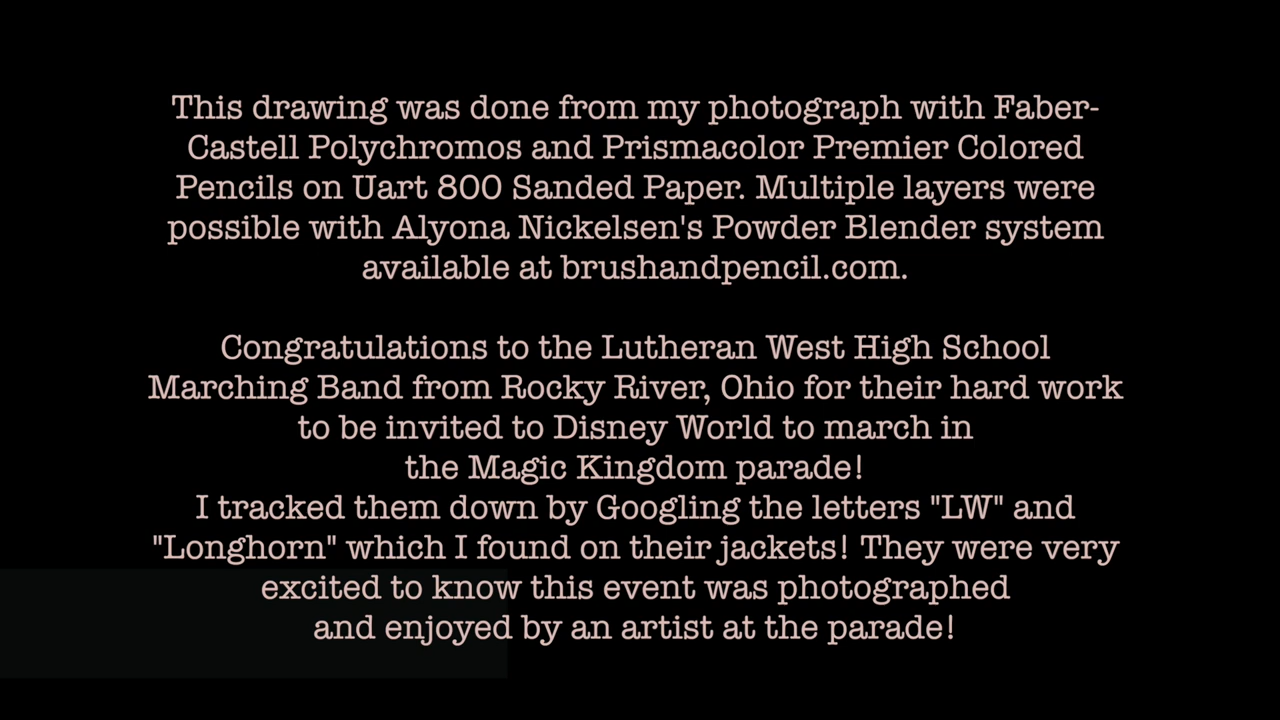 This drawing was done from my photograph with Faber-
Castell Polychromos and Prismacolor Premier Colored
Pencils on Uart 800 Sanded Paper. Multiple layers were
possible with Alyona Nickelsen's Powder Blender system
available at brushandpencil.com.
Congratulations to the Lutheran West High School
Marching Band from Rocky River, Ohio for their hard work
to be invited to Disney World to march in
the Magic Kingdom parade!
I tracked them down by Googling the letters "LW" and
"Longhorn" which I found on their jackets! They were very
excited to know this event was photographed
and enjoyed by an artist at the parade!